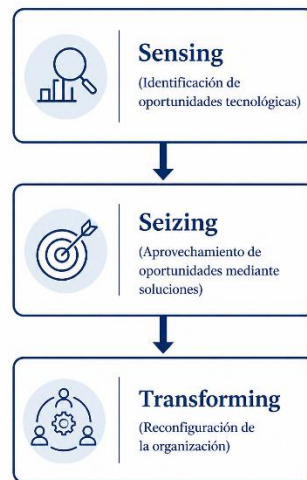 Sensing
(Identificación de
oportunidades tecnológicas)
Seizing
(Aprovechamiento de
oportunidades mediante
soluciones)
Transforming
(Reconfiguración de
la organización)